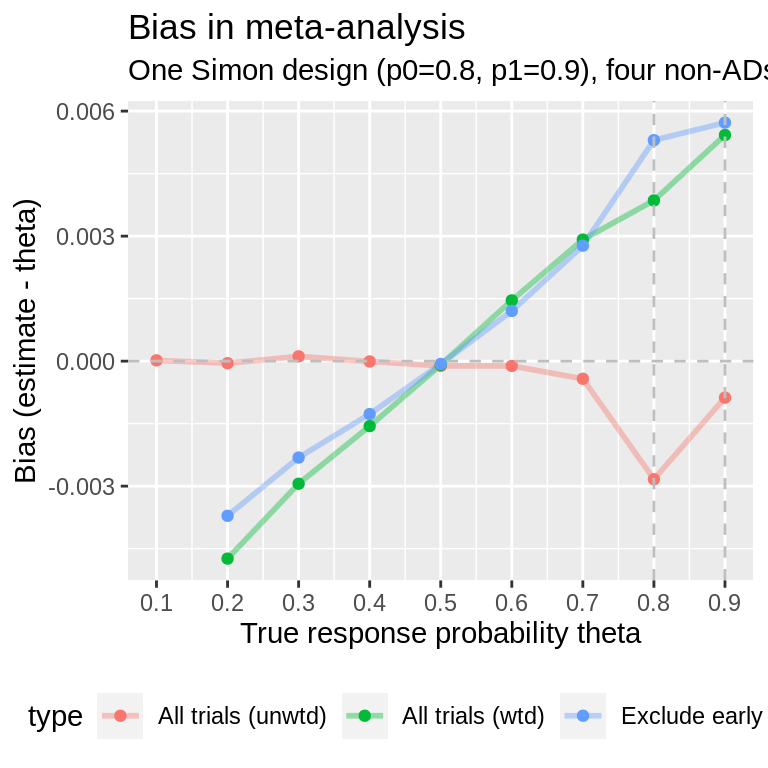 Bias in meta-analysis
One Simon design (p0=0.8, p1=0.9), four non-ADs
0.006
0.003
0.000
-0.003
Bias (estimate - theta)
0.1 0.2 0.3 0.4 0.5 0.6 0.7 0.8 0.9
True response probability theta
type All trials (unwtd) All trials (wtd) Exclude early